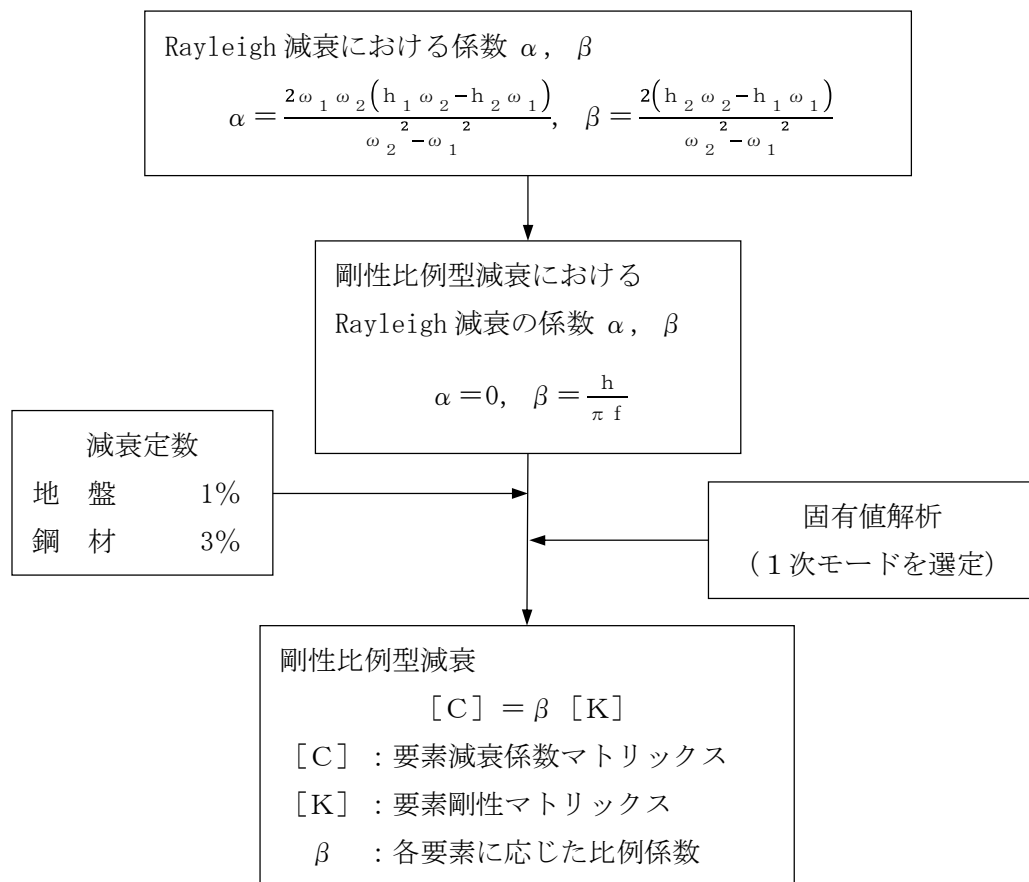 Rayleigh 減衰における係数 α, β
α=2ω₁ω₂(h₁ω₂-h₂ω₁)/(ω₂²-ω₁²), β=2(h₂ω₂-h₁ω₁)/(ω₂²-ω₁²)
剛性比例型減衰における
Rayleigh 減衰の係数 α, β
α=0, β=h/πf
減衰定数
地 盤 1%
鋼 材 3%
固有値解析
(1次モードを選定)
剛性比例型減衰
[C]=β[K]
[C]:要素減衰係数マトリックス
[K]:要素剛性マトリックス
β :各要素に応じた比例係数